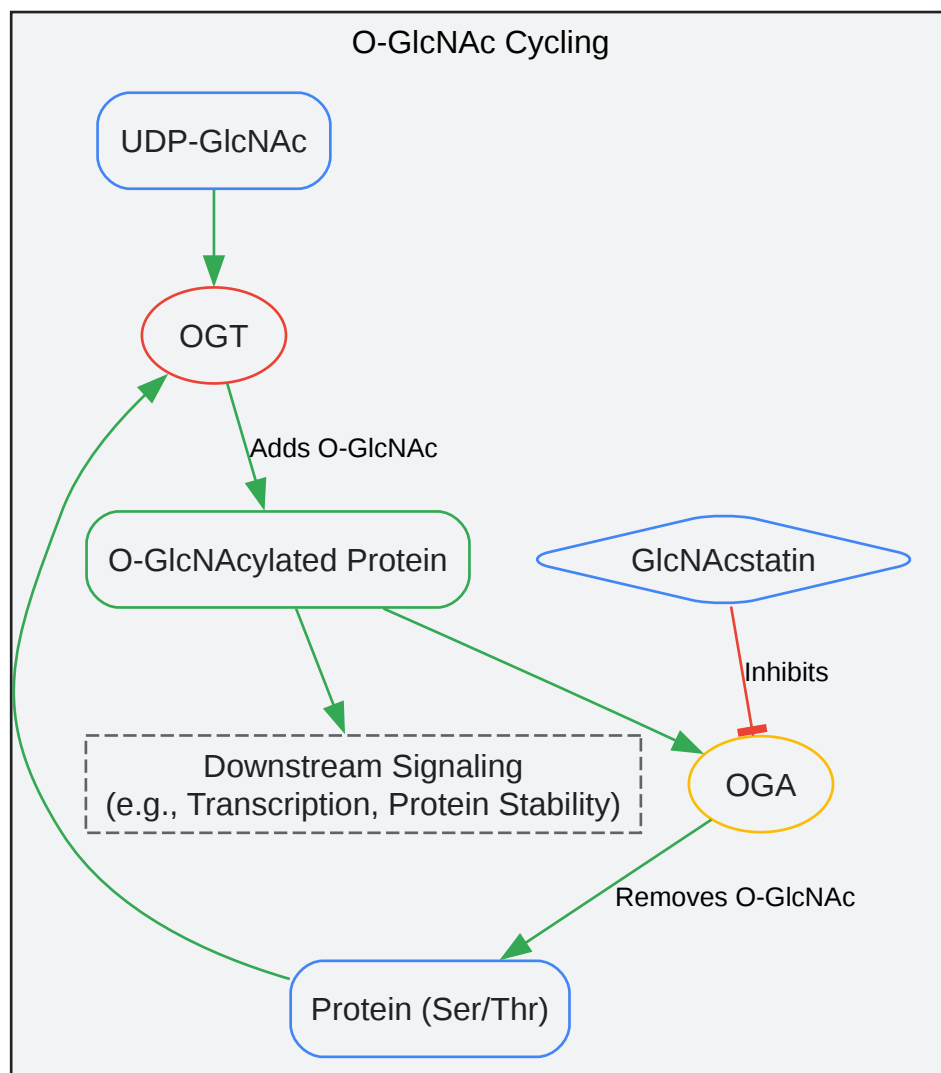 O-GlcNAc Cycling
UDP-GlcNAc
OGT
Adds O-GlcNAc
O-GlcNAcylated Protein
GlcNAcstatin
Inhibits
Downstream Signaling
(e.g., Transcription, Protein Stability)
OGA
Removes O-GlcNAc
Protein (Ser/Thr)